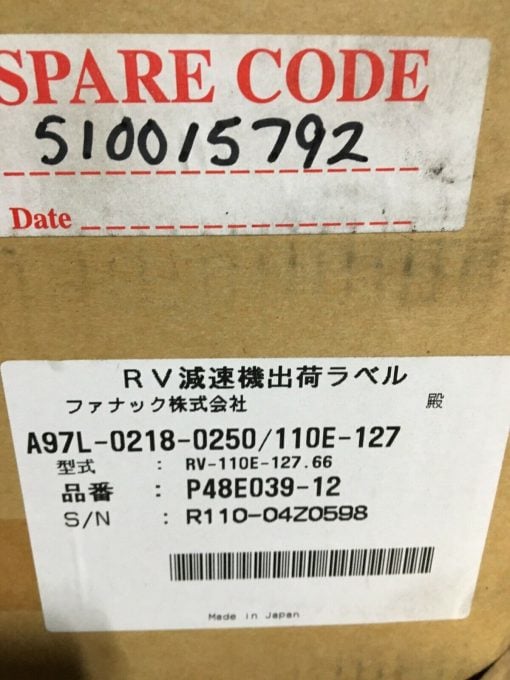 SPARE CODE
510015792
Date
RV減速機出荷ラベル
ファナック株式会社 殿
A97L-0218-0250/110E-127
型式 : RV-110E-127.66
品番 : P48E039-12
S/N : R110-04Z0598
Made in Japan